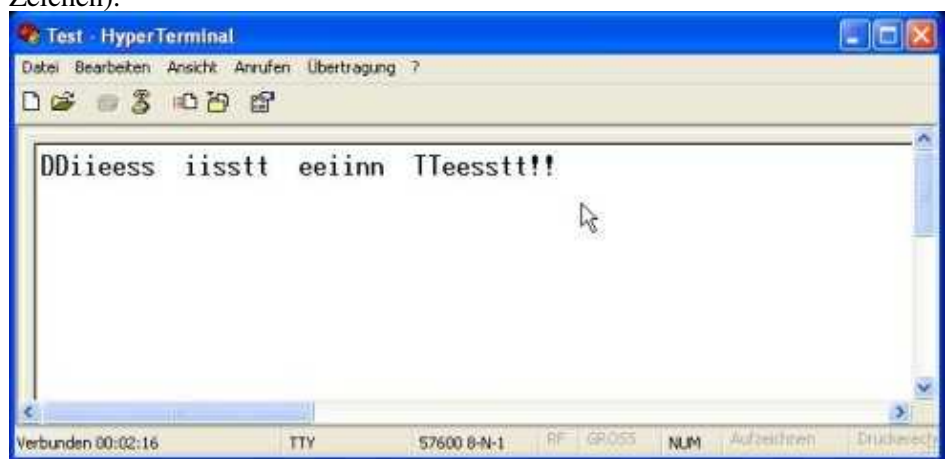 Zeichen).
Test - HyperTerminal
Datei Bearbeiten Ansicht Anrufen Übertragung ?
DDiieess  iisstt  eeiinn  TTeesstt!!
Verbunden 00:02:16 TTY 57600 8-N-1 RF GROSS NUM Aufzeichnen